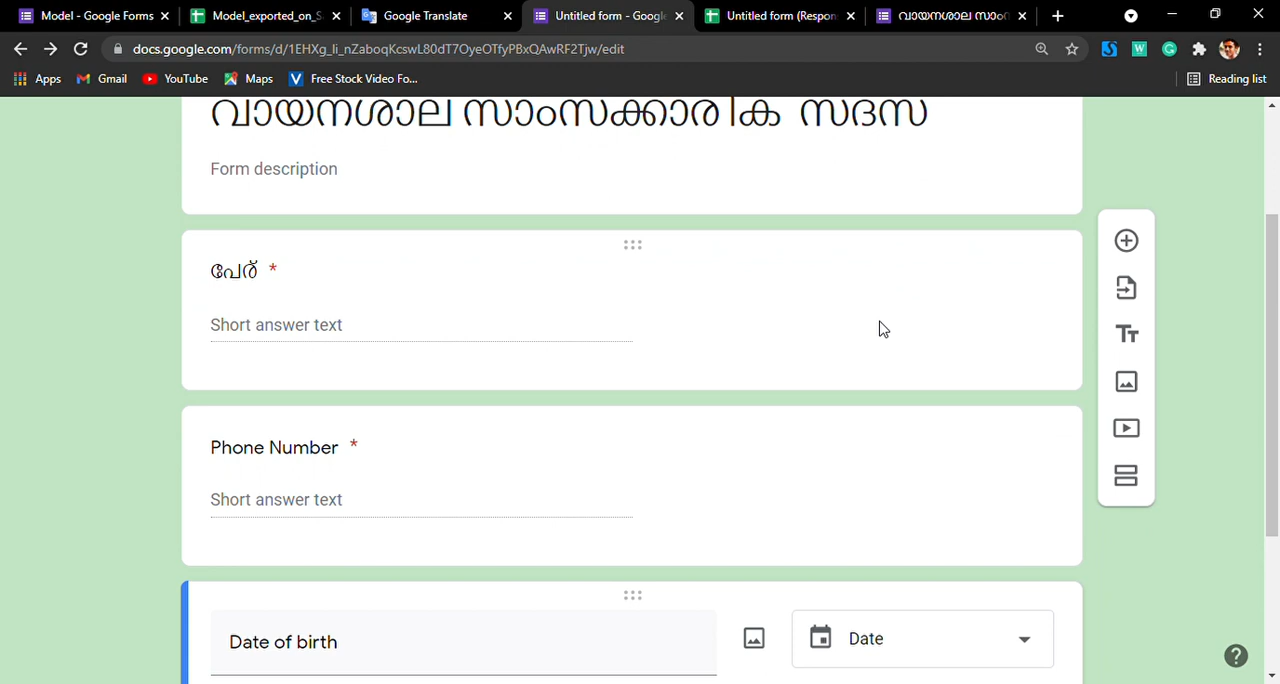 Model - Google Forms
Model_exported_on_S
Google Translate
Untitled form - Googl
Untitled form (Respon
വായനശാല സാംസ
docs.google.com/forms/d/1EHXg_li_nZaboqKcswL80dT7OyeOTfyPBxQAwRF2Tjw/edit
Apps
Gmail
YouTube
Maps
Free Stock Video Fo...
Reading list
വായനശാല സാംസക്കാരിക സദസ
Form description
പേര് *
Short answer text
Phone Number *
Short answer text
Date of birth
Date